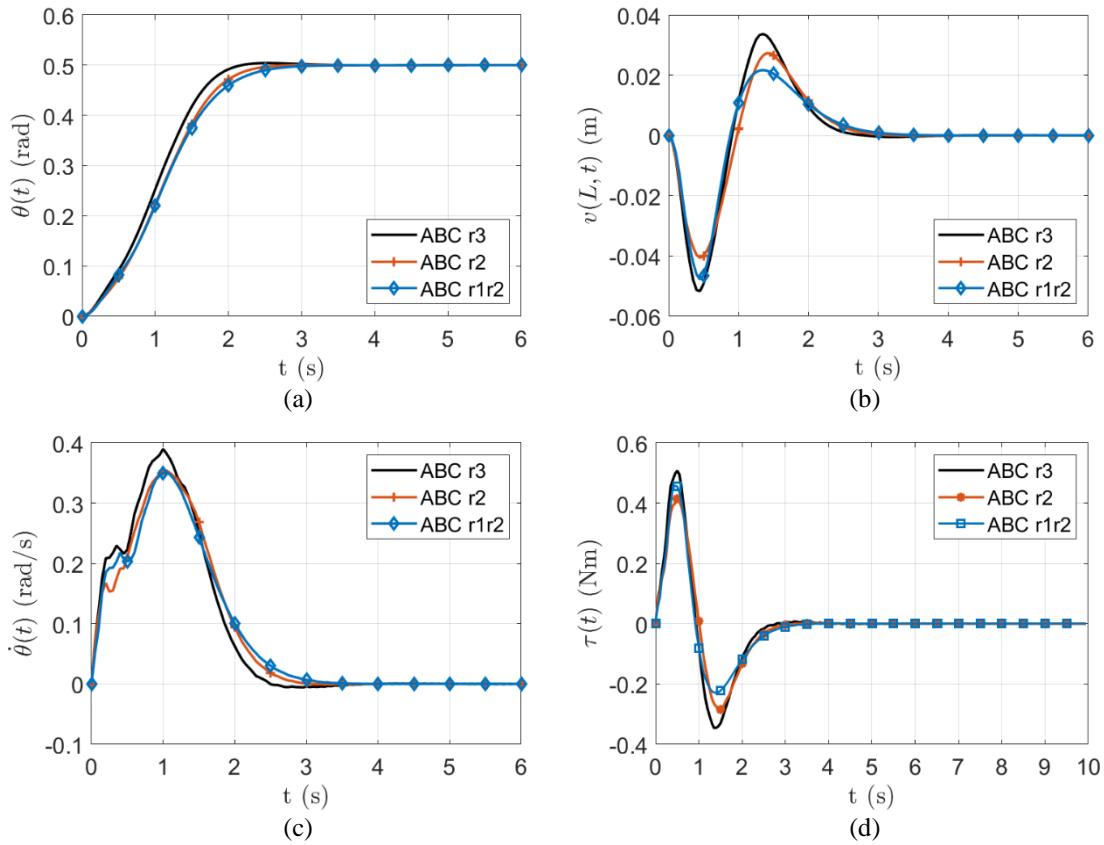 0.6
0.5
0.4
0.3
0.2
0.1
0
θ(t) (rad)
ABC r3
ABC r2
ABC r1r2
0 1 2 3 4 5 6
t (s)
(a)
0.04
0.02
0
-0.02
-0.04
-0.06
v(L, t) (m)
ABC r3
ABC r2
ABC r1r2
0 1 2 3 4 5 6
t (s)
(b)
0.4
0.3
0.2
0.1
0
-0.1
θ̇(t) (rad/s)
ABC r3
ABC r2
ABC r1r2
0 1 2 3 4 5 6
t (s)
(c)
0.6
0.4
0.2
0
-0.2
-0.4
τ(t) (Nm)
ABC r3
ABC r2
ABC r1r2
0 1 2 3 4 5 6 7 8 9 10
t (s)
(d)